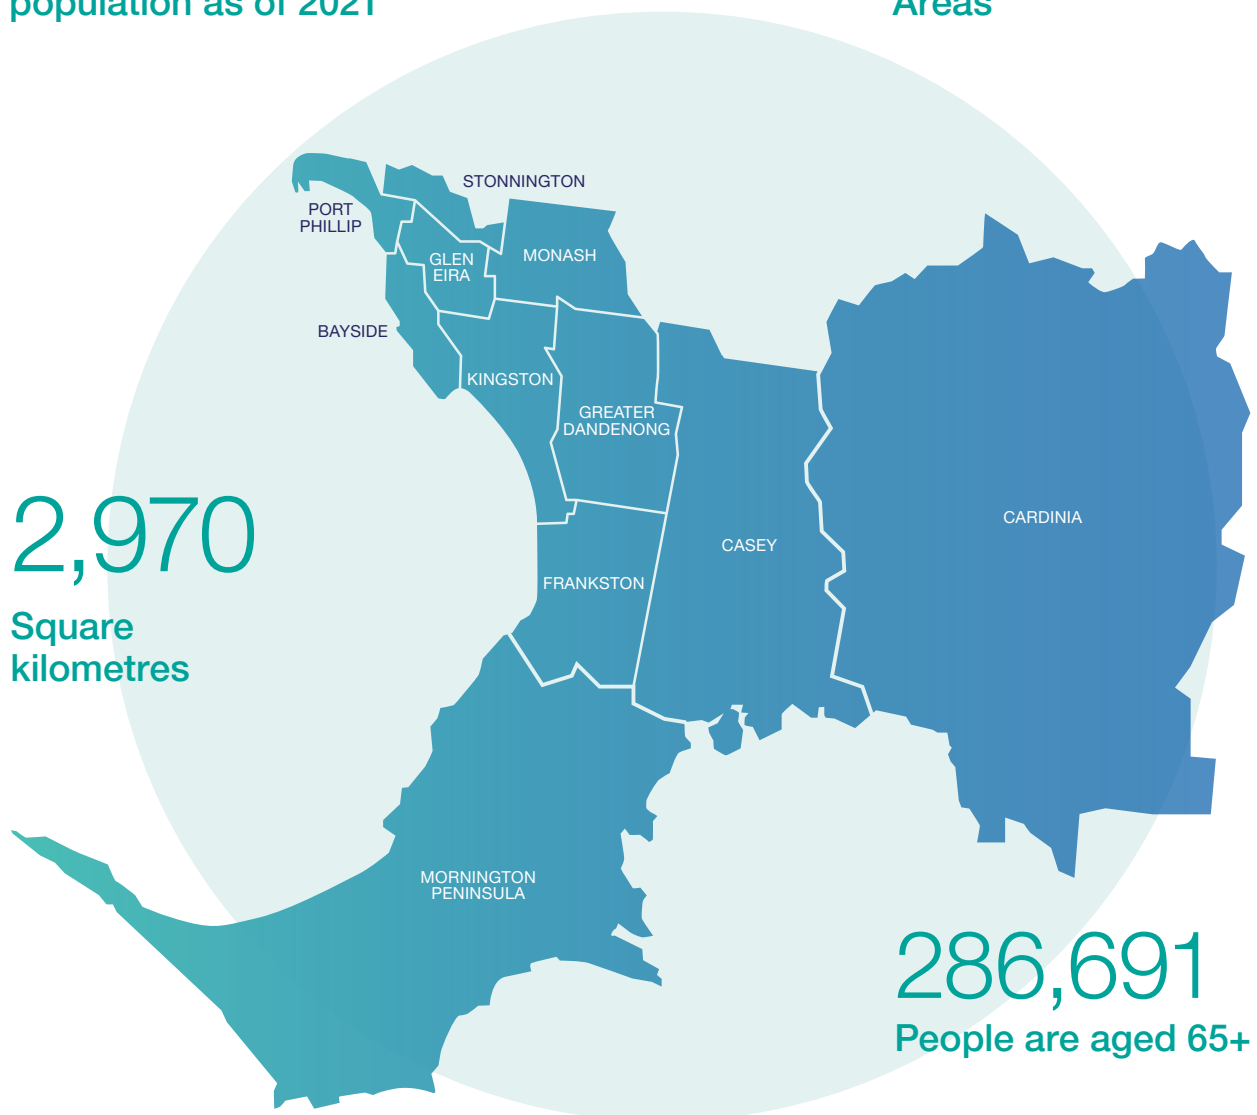 population as of 2021
Areas
STONNINGTON
PORT
PHILLIP
GLEN
EIRA
MONASH
BAYSIDE
KINGSTON
GREATER
DANDENONG
2,970
Square
kilometres
CARDINIA
CASEY
FRANKSTON
MORNINGTON
PENINSULA
286,691
People are aged 65+